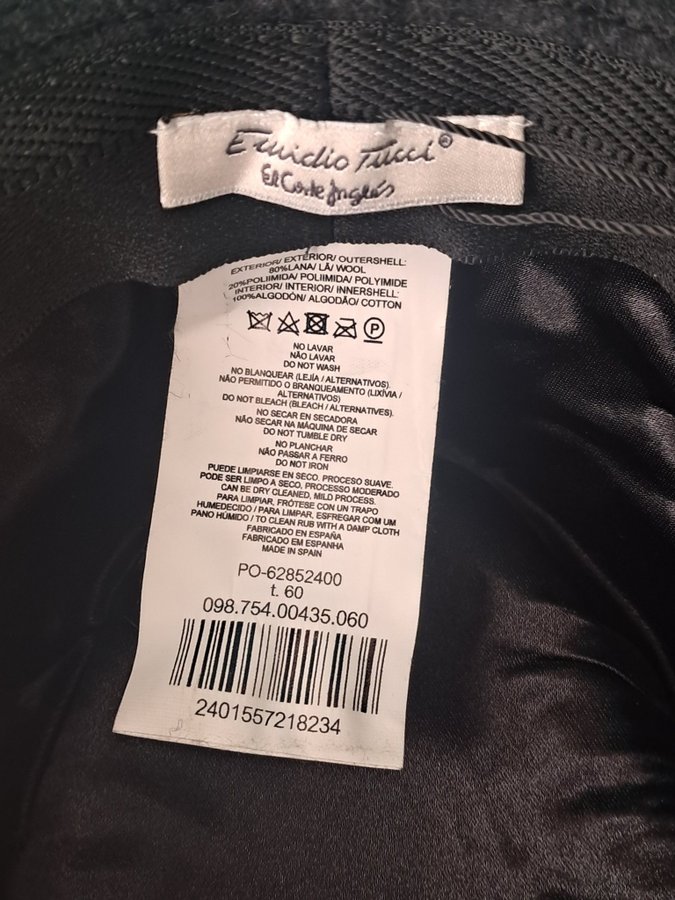 Emidio Tucci®
El Corte Inglés
EXTERIOR/ EXTERIOR/ OUTERSHELL:
80%LANA/ LÃ/ WOOL
20%POLIIMIDA/ POLIIMIDA/ POLYIMIDE
INTERIOR/ INTERIOR/ INNERSHELL:
100%ALGODÓN/ ALGODÃO/ COTTON
P
NO LAVAR
NÃO LAVAR
DO NOT WASH
NO BLANQUEAR (LEJÍA / ALTERNATIVOS).
NÃO PERMITIDO O BRANQUEAMENTO (LIXÍVIA /
ALTERNATIVOS)
DO NOT BLEACH (BLEACH / ALTERNATIVES).
NO SECAR EN SECADORA
NÃO SECAR NA MÁQUINA DE SECAR
DO NOT TUMBLE DRY
NO PLANCHAR
NÃO PASSAR A FERRO
DO NOT IRON
PUEDE LIMPIARSE EN SECO. PROCESO SUAVE.
PODE SER LIMPO A SECO, PROCESSO MODERADO
CAN BE DRY CLEANED, MILD PROCESS.
PARA LIMPIAR, FRÓTESE CON UN TRAPO
HUMEDECIDO / PARA LIMPAR, ESFREGAR COM UM
PANO HÚMIDO / TO CLEAN RUB WITH A DAMP CLOTH
FABRICADO EN ESPAÑA
FABRICADO EM ESPANHA
MADE IN SPAIN
PO-62852400
t. 60
098.754.00435.060
2401557218234